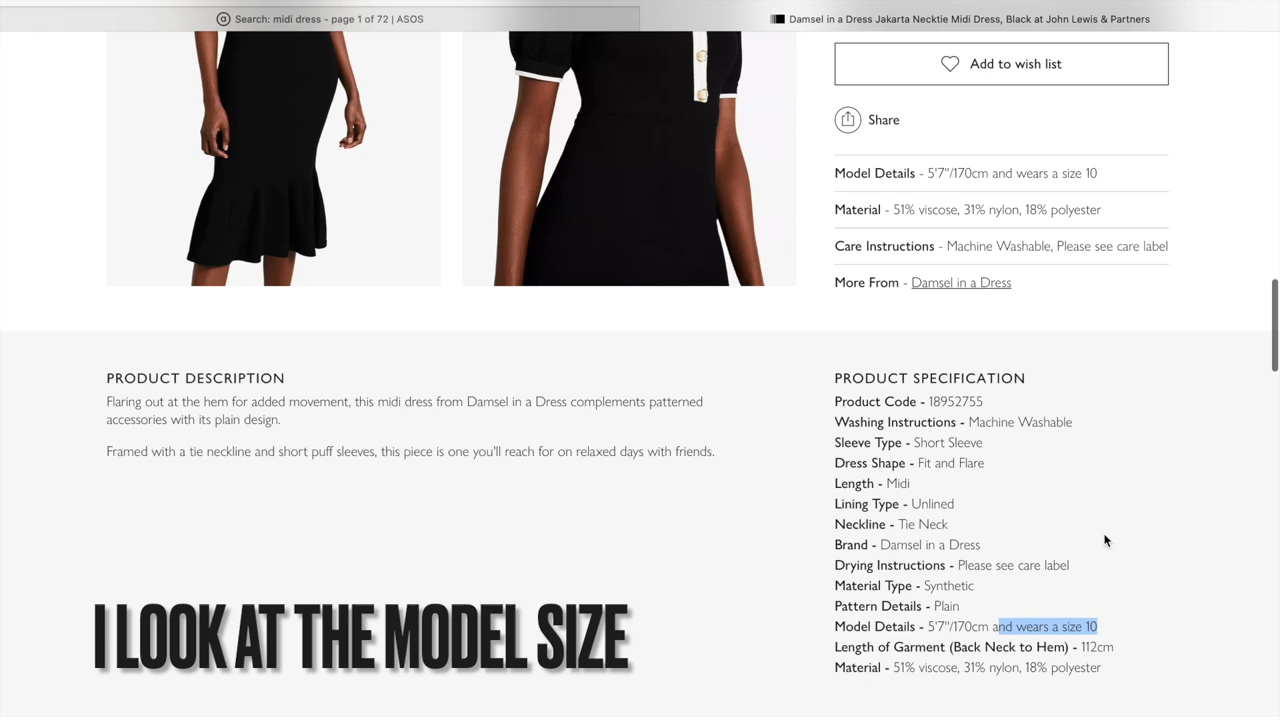 Search: midi dress - page 1 of 72 | ASOS
Damsel in a Dress Jakarta Necktie Midi Dress, Black at John Lewis & Partners
Add to wish list
Share
Model Details - 5'7"/170cm and wears a size 10
Material - 51% viscose, 31% nylon, 18% polyester
Care Instructions - Machine Washable, Please see care label
More From - Damsel in a Dress
PRODUCT DESCRIPTION
Flaring out at the hem for added movement, this midi dress from Damsel in a Dress complements patterned
accessories with its plain design.
Framed with a tie neckline and short puff sleeves, this piece is one you'll reach for on relaxed days with friends.
PRODUCT SPECIFICATION
Product Code - 18952755
Washing Instructions - Machine Washable
Sleeve Type - Short Sleeve
Dress Shape - Fit and Flare
Length - Midi
Lining Type - Unlined
Neckline - Tie Neck
Brand - Damsel in a Dress
Drying Instructions - Please see care label
Material Type - Synthetic
Pattern Details - Plain
Model Details - 5'7"/170cm and wears a size 10
Length of Garment (Back Neck to Hem) - 112cm
Material - 51% viscose, 31% nylon, 18% polyester
I LOOK AT THE MODEL SIZE